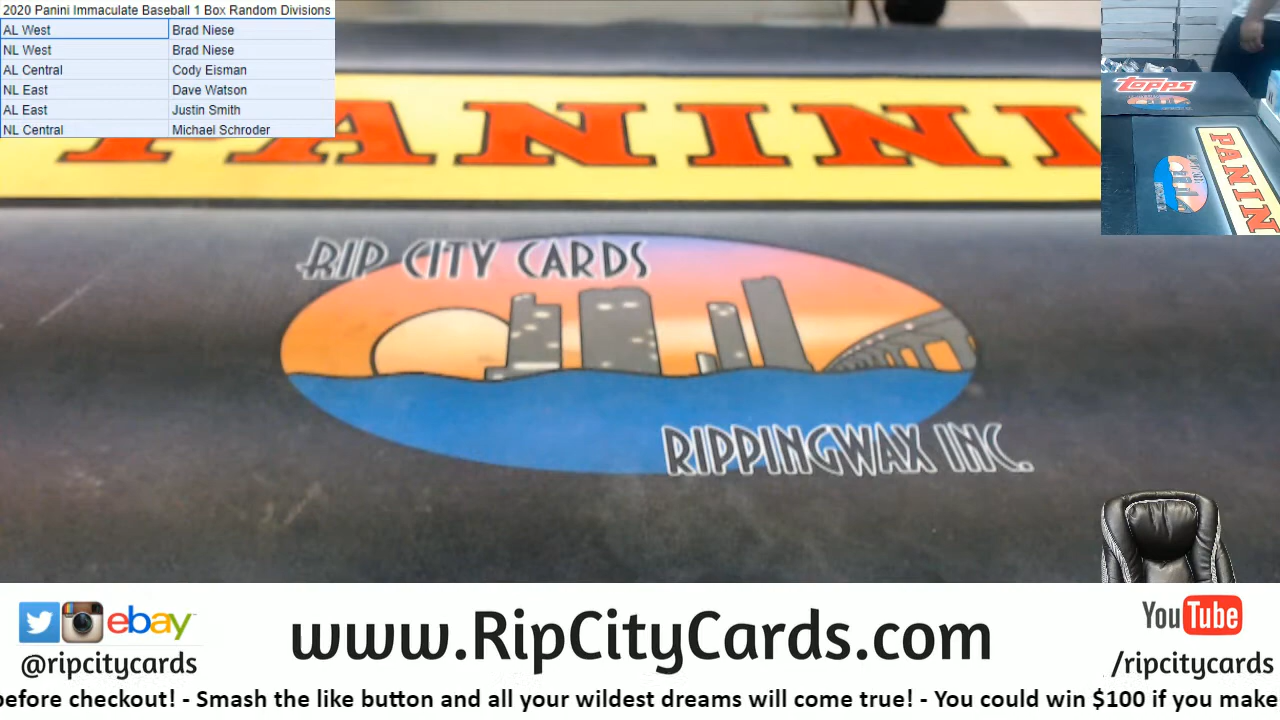 2020 Panini Immaculate Baseball 1 Box Random Divisions
AL West Brad Niese
NL West Brad Niese
AL Central Cody Eisman
NL East Dave Watson
AL East Justin Smith
NL Central Michael Schroder
PANINI
RIP CITY CARDS
RIPPINGWAX INC.
Topps
PANINI
ebay
@ripcitycards
www.RipCityCards.com
YouTube
/ripcitycards
before checkout! - Smash the like button and all your wildest dreams will come true! - You could win $100 if you make